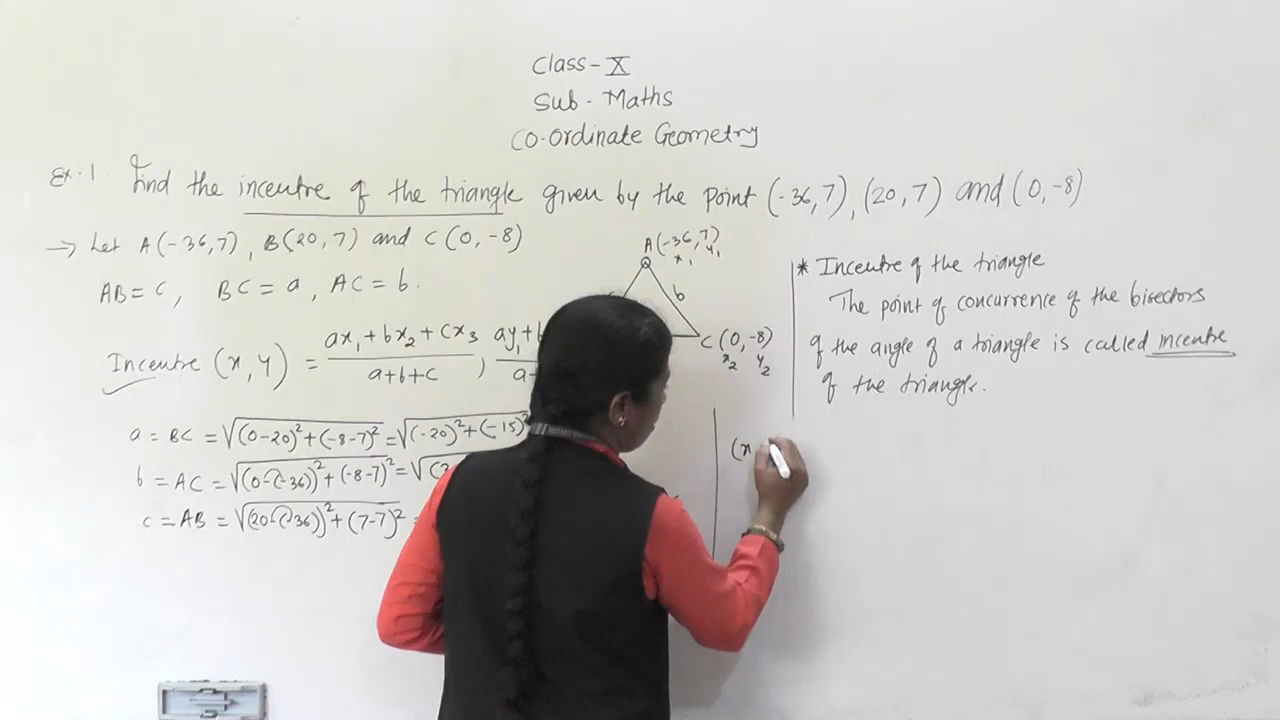 Class-X
Sub - Maths
Co-ordinate Geometry
Ex.1 Find the incentre of the triangle given by the point (-36,7), (20,7) and (0,-8)
→ Let A(-36,7), B(20,7) and C(0,-8)
AB = c, BC = a, AC = b.
Incentre (x,y) = ax₁+bx₂+cx₃/a+b+c, ay₁+b
a = BC = √(0-20)²+(-8-7)² = √(-20)²+(-15)²
b = AC = √(0-(-36))²+(-8-7)² = √(3
c = AB = √(20-(-36))²+(7-7)² =
A(-36,7)
x₁ y₁
b
C(0,-8)
x₂ y₂
* Incentre of the triangle
The point of concurrence of the bisectors
of the angle of a triangle is called incentre
of the triangle.
(x